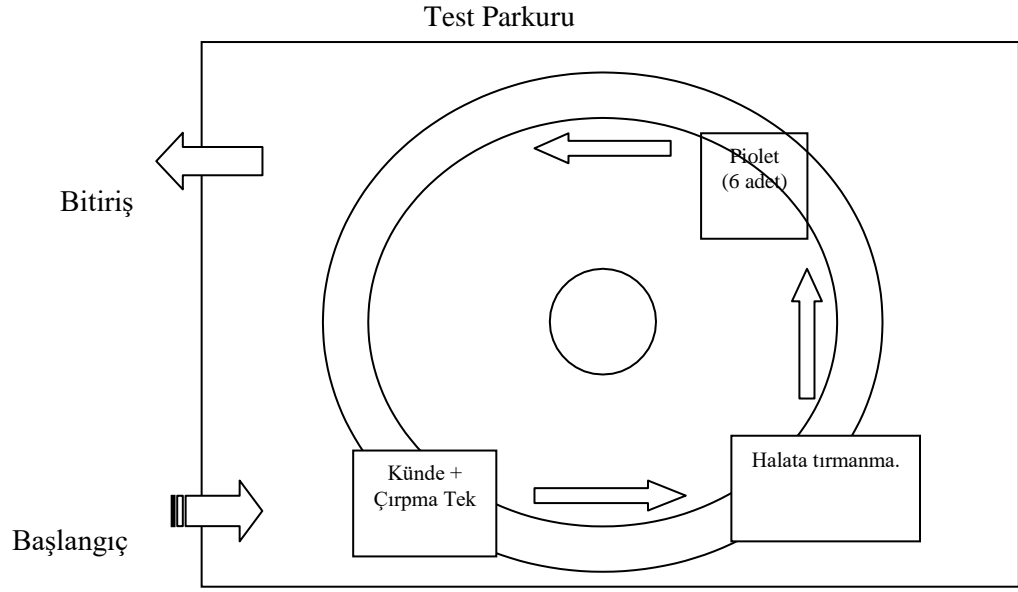 Test Parkuru
Piolet
(6 adet)
Bitiriş
Künde +
Çırpma Tek
Halata tırmanma.
Başlangıç